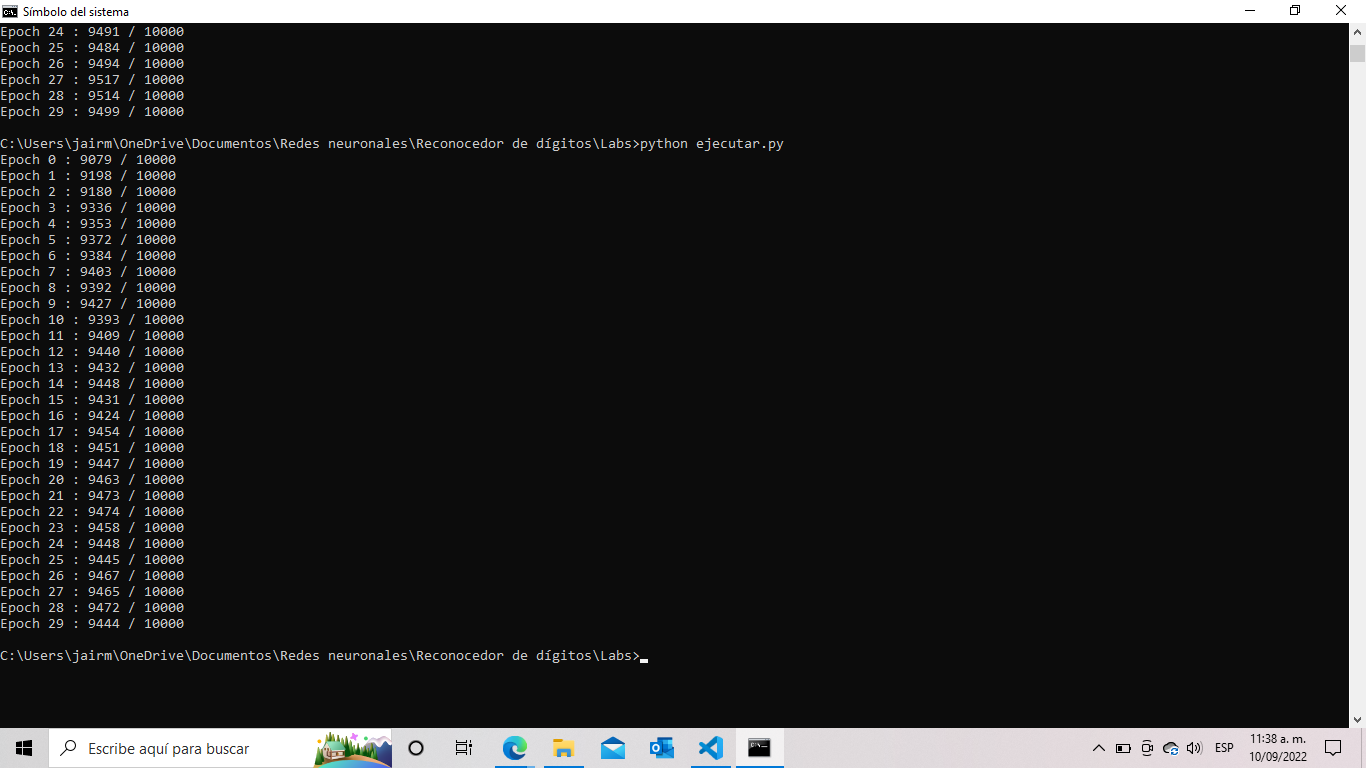 Símbolo del sistema
Epoch 24 : 9491 / 10000
Epoch 25 : 9484 / 10000
Epoch 26 : 9494 / 10000
Epoch 27 : 9517 / 10000
Epoch 28 : 9514 / 10000
Epoch 29 : 9499 / 10000
C:\Users\jairm\OneDrive\Documentos\Redes neuronales\Reconocedor de dígitos\Labs>python ejecutar.py
Epoch 0 : 9079 / 10000
Epoch 1 : 9198 / 10000
Epoch 2 : 9180 / 10000
Epoch 3 : 9336 / 10000
Epoch 4 : 9353 / 10000
Epoch 5 : 9372 / 10000
Epoch 6 : 9384 / 10000
Epoch 7 : 9403 / 10000
Epoch 8 : 9392 / 10000
Epoch 9 : 9427 / 10000
Epoch 10 : 9393 / 10000
Epoch 11 : 9409 / 10000
Epoch 12 : 9440 / 10000
Epoch 13 : 9432 / 10000
Epoch 14 : 9448 / 10000
Epoch 15 : 9431 / 10000
Epoch 16 : 9424 / 10000
Epoch 17 : 9454 / 10000
Epoch 18 : 9451 / 10000
Epoch 19 : 9447 / 10000
Epoch 20 : 9463 / 10000
Epoch 21 : 9473 / 10000
Epoch 22 : 9474 / 10000
Epoch 23 : 9458 / 10000
Epoch 24 : 9448 / 10000
Epoch 25 : 9445 / 10000
Epoch 26 : 9467 / 10000
Epoch 27 : 9465 / 10000
Epoch 28 : 9472 / 10000
Epoch 29 : 9444 / 10000
C:\Users\jairm\OneDrive\Documentos\Redes neuronales\Reconocedor de dígitos\Labs>
Escribe aquí para buscar
ESP
11:38 a. m.
10/09/2022